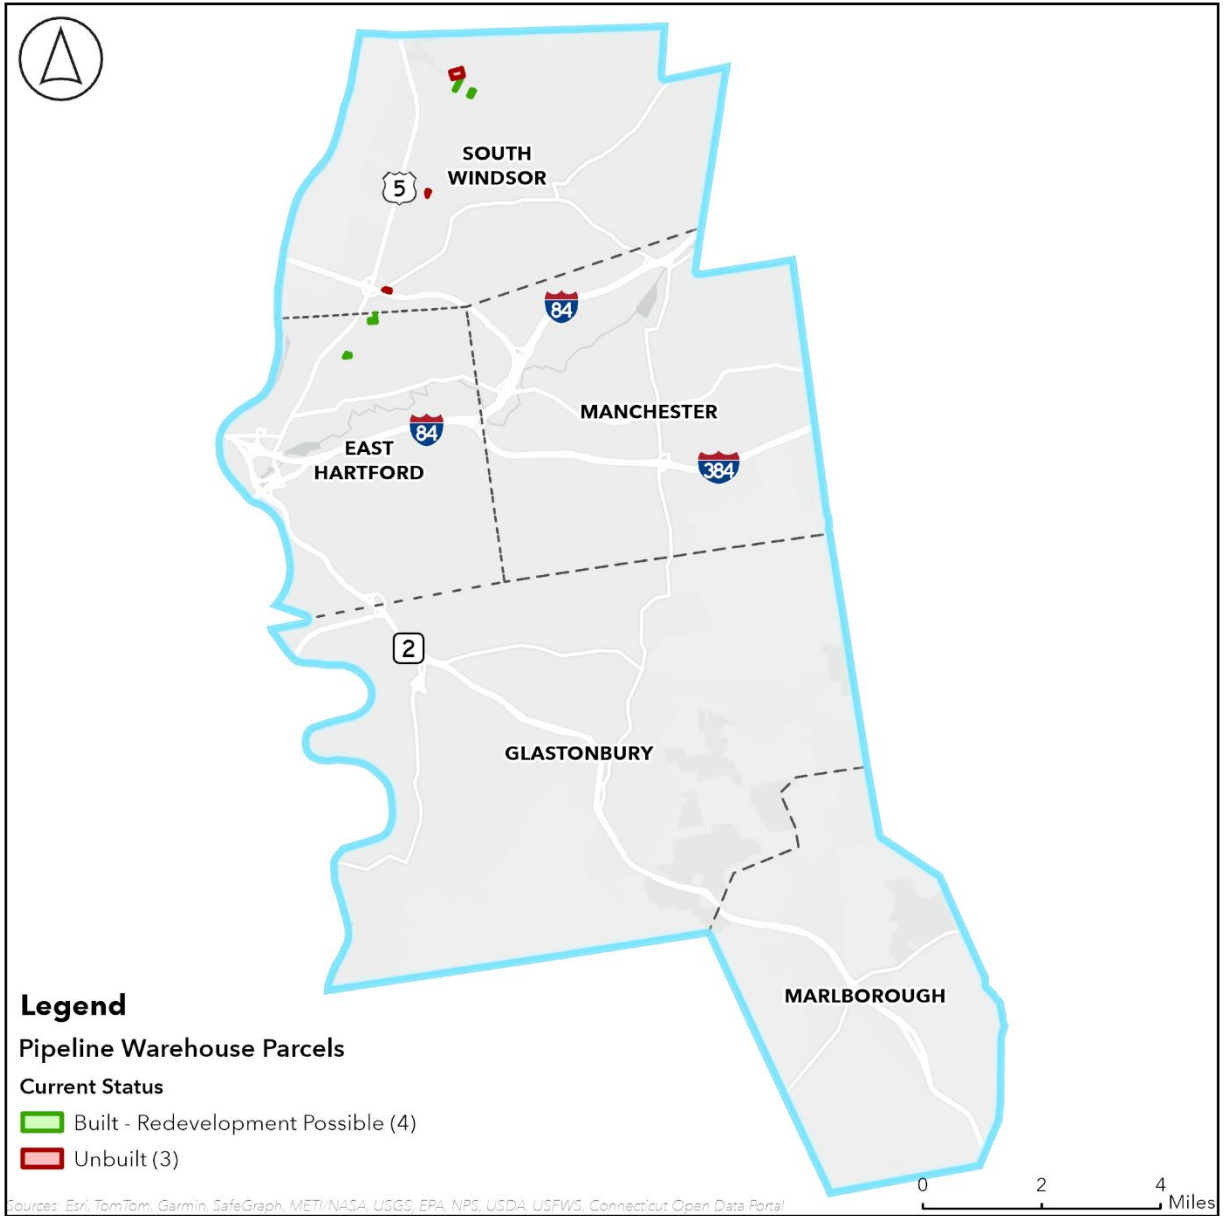 SOUTH
WINDSOR
5
84
MANCHESTER
84
EAST
HARTFORD
384
2
GLASTONBURY
MARLBOROUGH
Legend
Pipeline Warehouse Parcels
Current Status
Built - Redevelopment Possible (4)
Unbuilt (3)
0 2 4
Miles
Sources: Esri, TomTom, Garmin, SafeGraph, METI/NASA, USGS, EPA, NPS, USDA, USFWS, Connecticut Open Data Portal